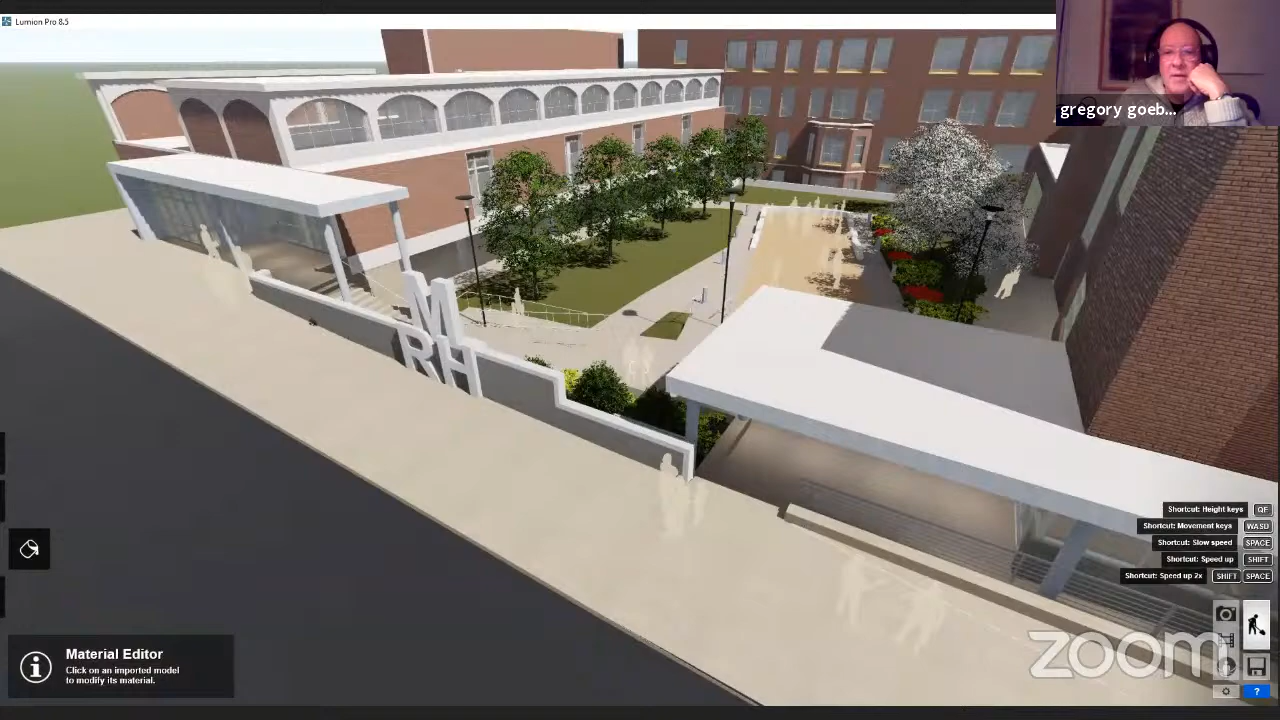 Lumion Pro 8.5
gregory goeb...
M
RH
Shortcut: Height keys QE
Shortcut: Movement keys WASD
Shortcut: Slow speed SPACE
Shortcut: Speed up SHIFT
Shortcut: Speed up 2x SHIFT SPACE
Material Editor
Click on an imported model
to modify its material.
zoom
?